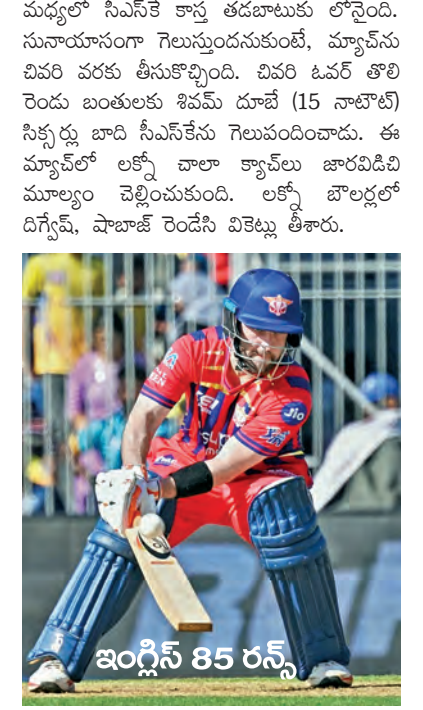 మధ్యలో సీఎస్‌కే కాస్త తడబాటుకు లోనైంది.
సునాయాసంగా గెలుస్తుందనుకుంటే, మ్యాచ్‌ను
చివరి వరకు తీసుకొచ్చింది. చివరి ఓవర్ తొలి
రెండు బంతులకు శివమ్ దూబే (15 నాటౌట్)
సిక్సర్లు బాది సీఎస్‌కేను గెలుపందించాడు. ఈ
మ్యాచ్‌లో లక్నో చాలా క్యాచ్‌లు జారవిడిచి
మూల్యం చెల్లించుకుంది. లక్నో బౌలర్లలో
దిగ్వేష్, షాబాజ్ రెండేసి వికెట్లు తీశారు.
Jio
ఇంగ్లిస్ 85 రన్స్